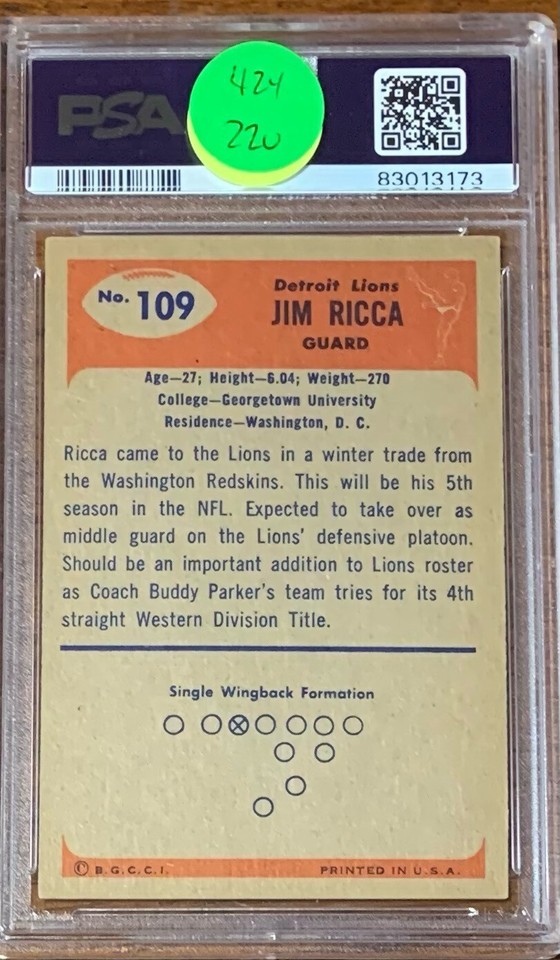 PSA
424
220
83013173
No. 109
Detroit Lions
JIM RICCA
GUARD
Age—27; Height—6.04; Weight—270
College—Georgetown University
Residence—Washington, D. C.
Ricca came to the Lions in a winter trade from
the Washington Redskins. This will be his 5th
season in the NFL. Expected to take over as
middle guard on the Lions' defensive platoon.
Should be an important addition to Lions roster
as Coach Buddy Parker's team tries for its 4th
straight Western Division Title.
Single Wingback Formation
© B.G.C.C.I.
PRINTED IN U.S.A.